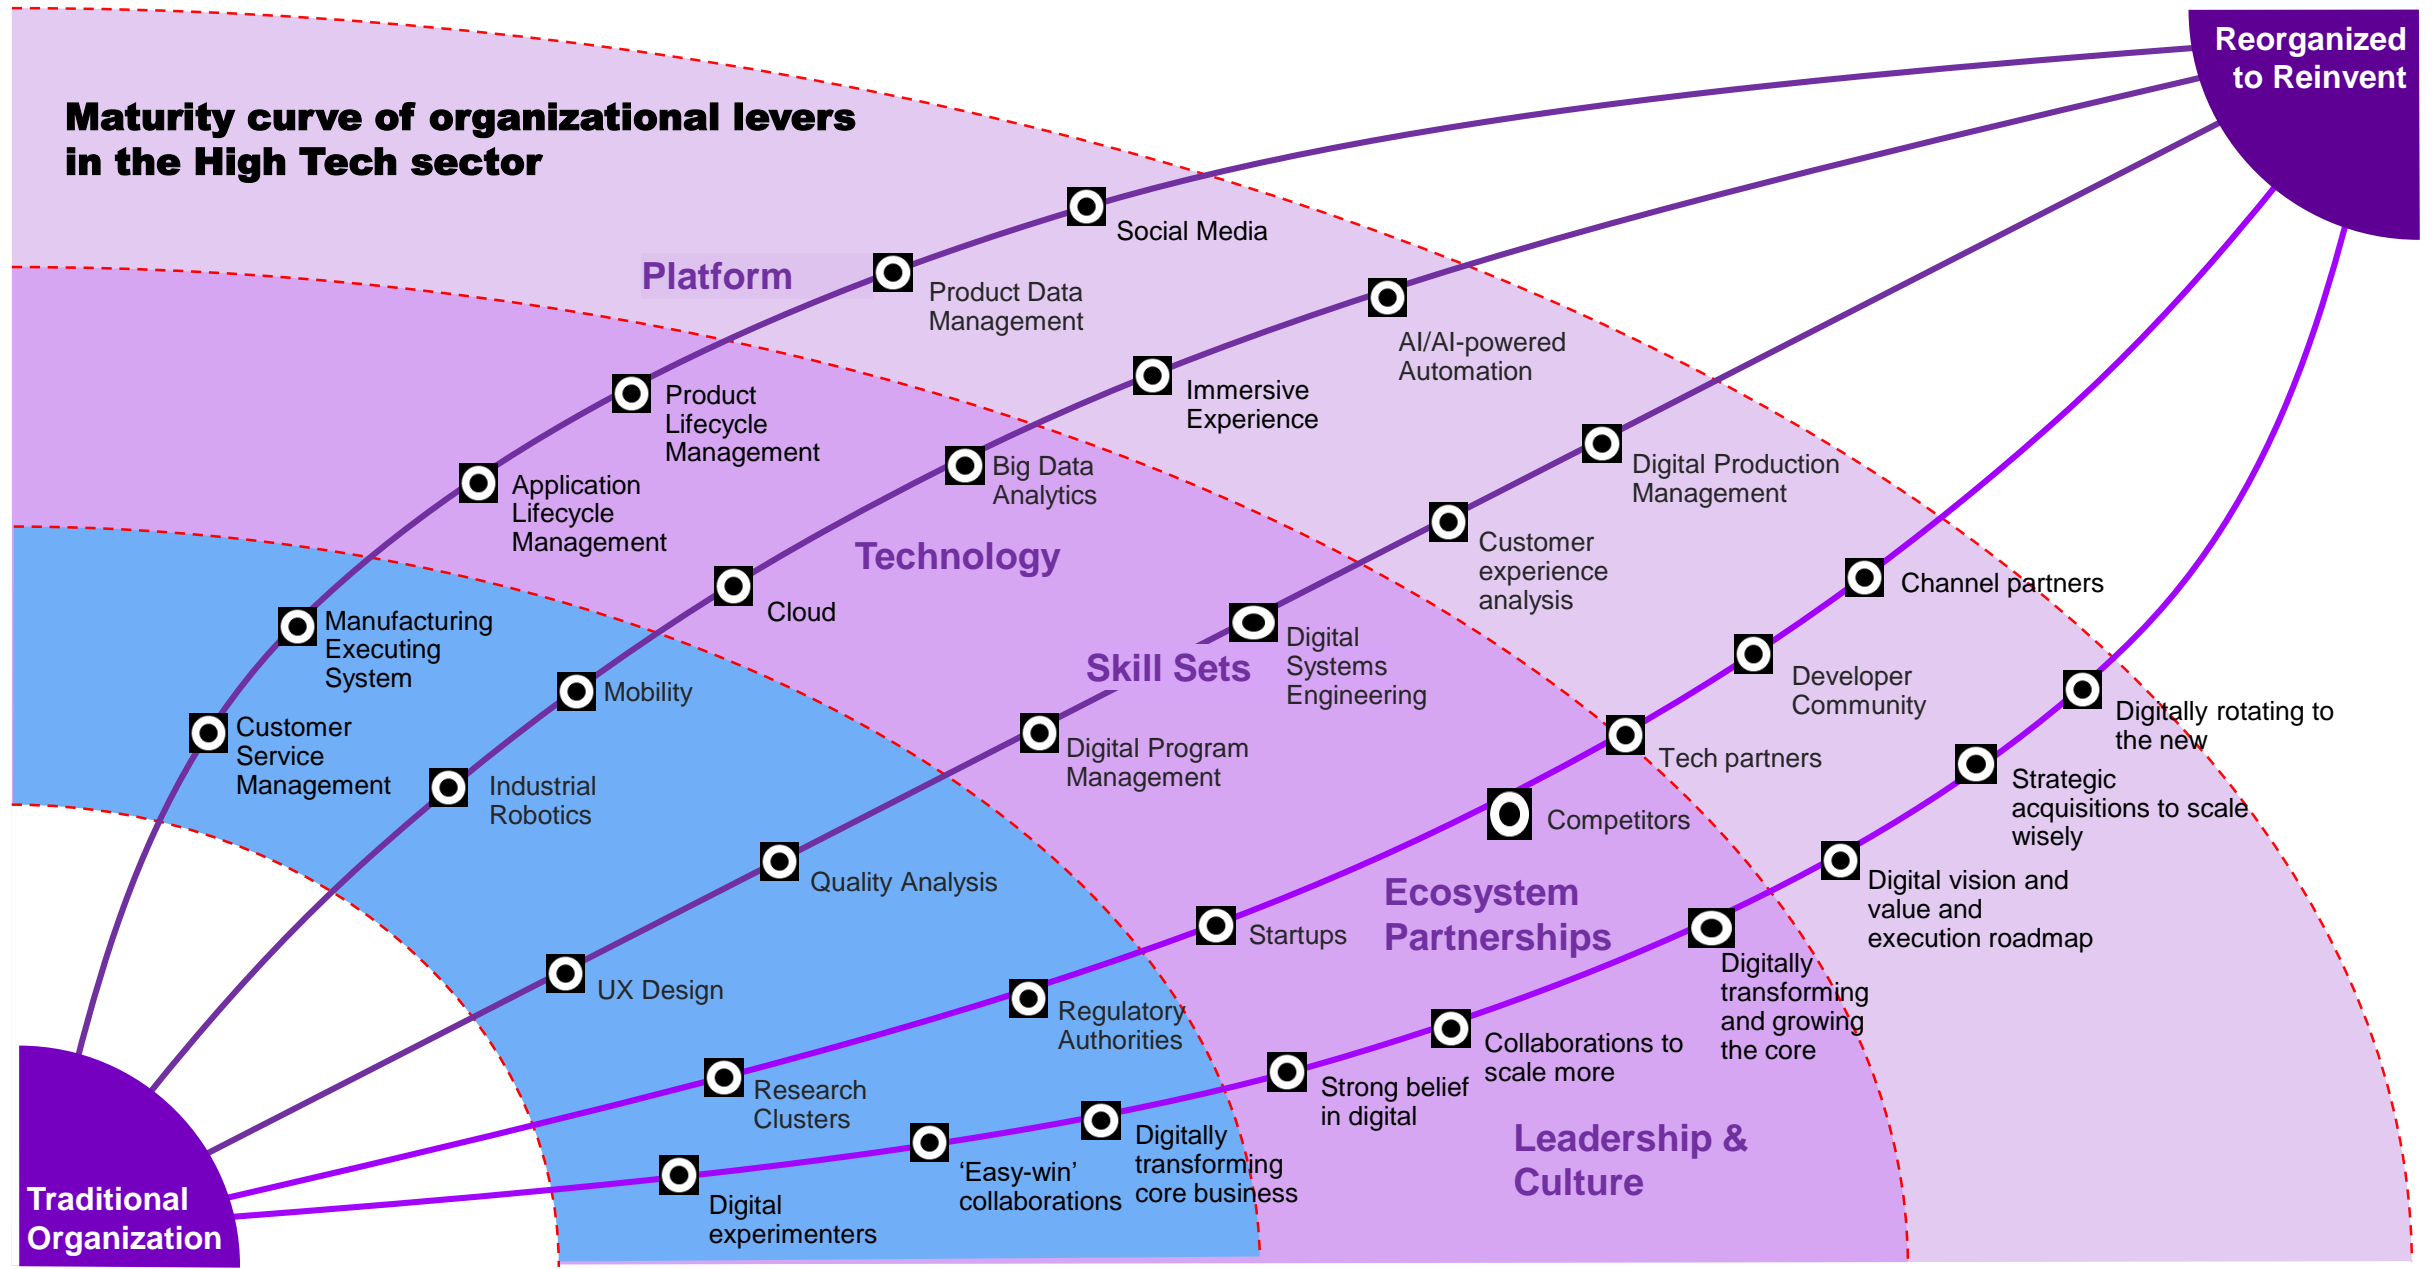 Reorganized
to Reinvent
Maturity curve of organizational levers
in the High Tech sector
Social Media
Platform
Product Data
Management
AI/AI-powered
Automation
Immersive
Experience
Product
Lifecycle
Management
Big Data
Analytics
Digital Production
Management
Application
Lifecycle
Management
Technology
Customer
experience
analysis
Channel partners
Cloud
Manufacturing
Executing
System
Digital
Systems
Engineering
Skill Sets
Mobility
Developer
Community
Customer
Service
Management
Digitally rotating to
the new
Digital Program
Management
Tech partners
Industrial
Robotics
Strategic
acquisitions to scale
wisely
Competitors
Quality Analysis
Digital vision and
value and
execution roadmap
Ecosystem
Partnerships
Startups
UX Design
Digitally
transforming
and growing
the core
Regulatory
Authorities
Collaborations to
scale more
Research
Clusters
Strong belief
in digital
Digitally
transforming
core business
Leadership &
Culture
‘Easy-win’
collaborations
Digital
experimenters
Traditional
Organization